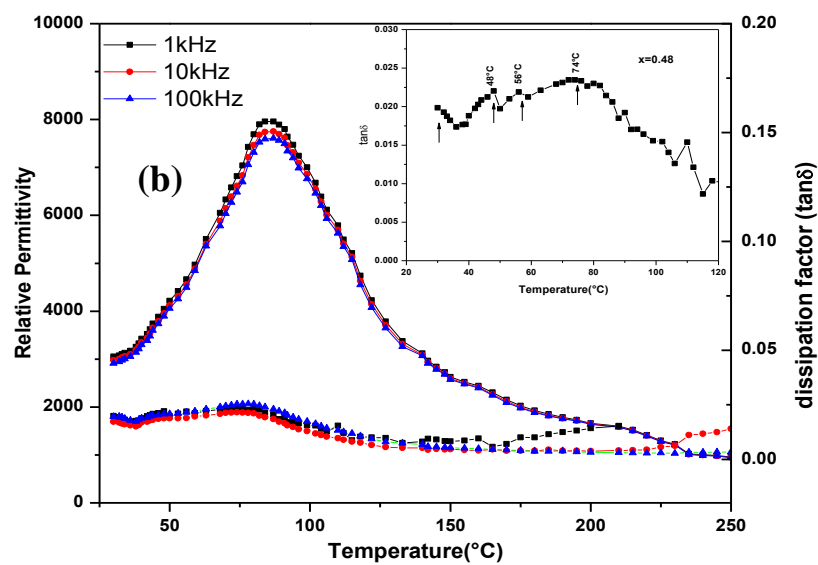 1kHz
10kHz
100kHz
(b)
Relative Permittivity
10000
8000
6000
4000
2000
0
50
100
150
200
250
Temperature(°C)
0.20
0.15
0.10
0.05
0.00
dissipation factor (tanδ)
0.030
0.025
0.020
0.015
0.010
0.005
0.000
tanδ
48°C
56°C
74°C
x=0.48
20
40
60
80
100
120
Temperature(°C)